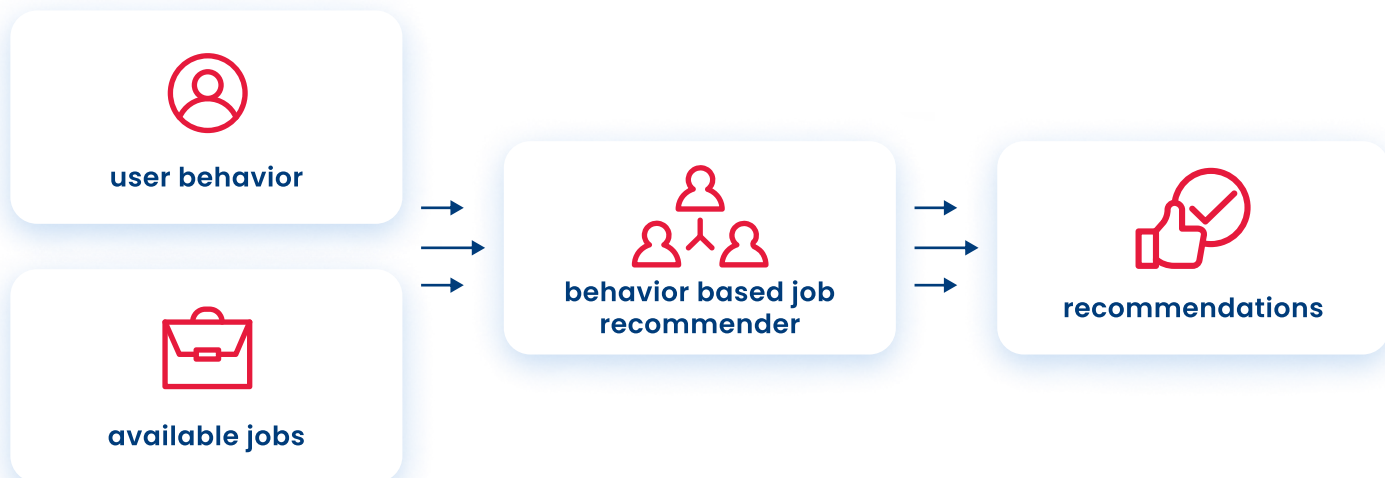 user behavior
available jobs
behavior based job
recommender
recommendations